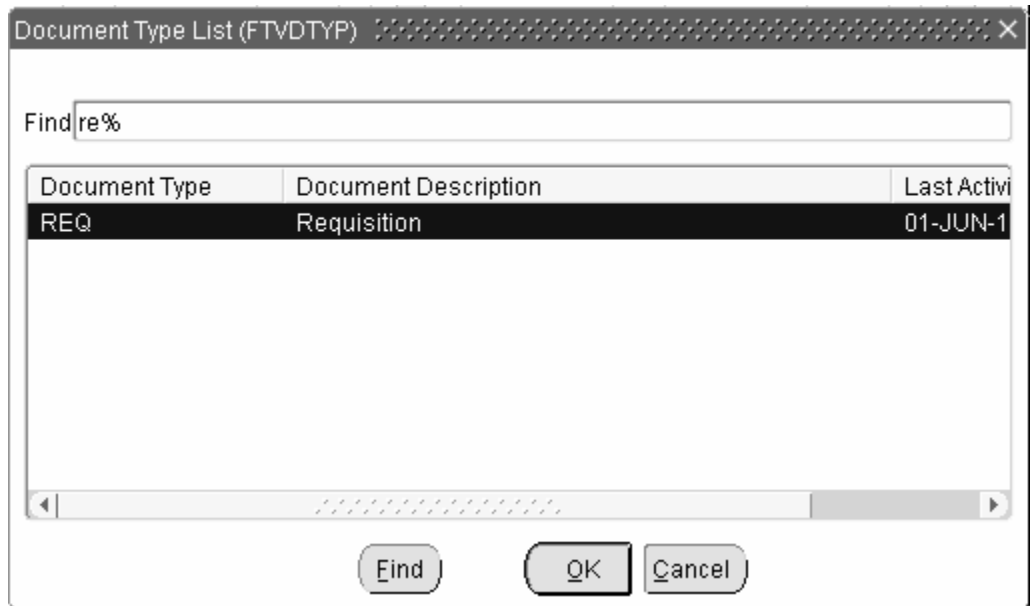 Document Type List (FTVDTYP)
Find re%
Document Type Document Description Last Activi
REQ Requisition 01-JUN-1
Find OK Cancel